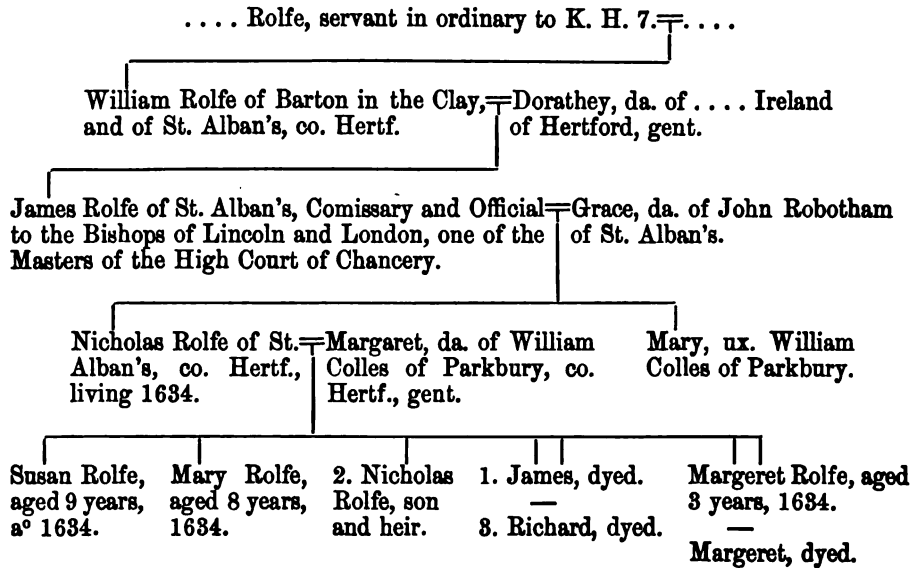 .... Rolfe, servant in ordinary to K. H. 7.=....
William Rolfe of Barton in the Clay,=Dorathey, da. of .... Ireland
and of St. Alban's, co. Hertf. of Hertford, gent.
James Rolfe of St. Alban's, Comissary and Official=Grace, da. of John Robotham
to the Bishops of Lincoln and London, one of the of St. Alban's.
Masters of the High Court of Chancery.
Nicholas Rolfe of St.=Margaret, da. of William
Alban's, co. Hertf., Colles of Parkbury, co.
living 1634. Hertf., gent.
Mary, ux. William
Colles of Parkbury.
Susan Rolfe,
aged 9 years,
aº 1634.
Mary Rolfe,
aged 8 years,
1634.
2. Nicholas
Rolfe, son
and heir.
1. James, dyed.
—
3. Richard, dyed.
Margeret Rolfe, aged
3 years, 1634.
—
Margeret, dyed.